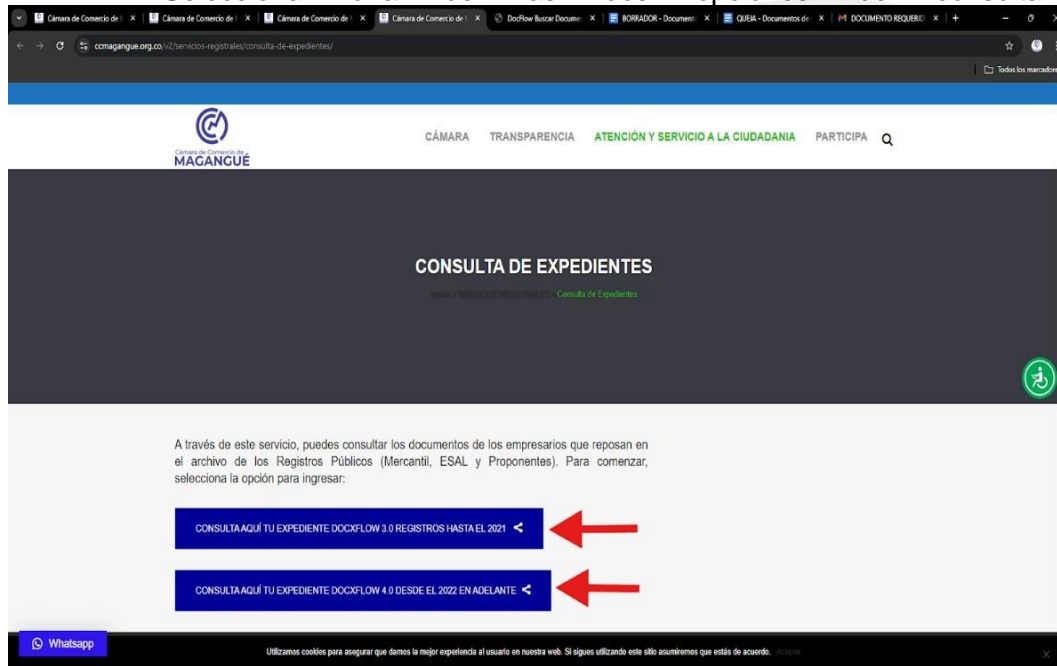 Cámara de Comercio de
Cámara de Comercio de
Cámara de Comercio de
Cámara de Comercio de
DocFlow Buscar Docume
BORRADOR - Document
QUEJA - Documentos de
DOCUMENTO REQUERID
ccmagangue.org.co/v2/servicios-registrales/consulta-de-expedientes/
Todos los marcadore
Cámara de Comercio de
MAGANGUÉ
CÁMARA TRANSPARENCIA ATENCIÓN Y SERVICIO A LA CIUDADANIA PARTICIPA
CONSULTA DE EXPEDIENTES
Home > SERVICIOS REGISTRALES > Consulta de Expedientes
A través de este servicio, puedes consultar los documentos de los empresarios que reposan en
el archivo de los Registros Públicos (Mercantil, ESAL y Proponentes). Para comenzar,
selecciona la opción para ingresar:
CONSULTA AQUÍ TU EXPEDIENTE DOCXFLOW 3.0 REGISTROS HASTA EL 2021
CONSULTA AQUÍ TU EXPEDIENTE DOCXFLOW 4.0 DESDE EL 2022 EN ADELANTE
Whatsapp
Utilizamos cookies para asegurar que damos la mejor experiencia al usuario en nuestra web. Si sigues utilizando este sitio asumiremos que estás de acuerdo. Aceptar